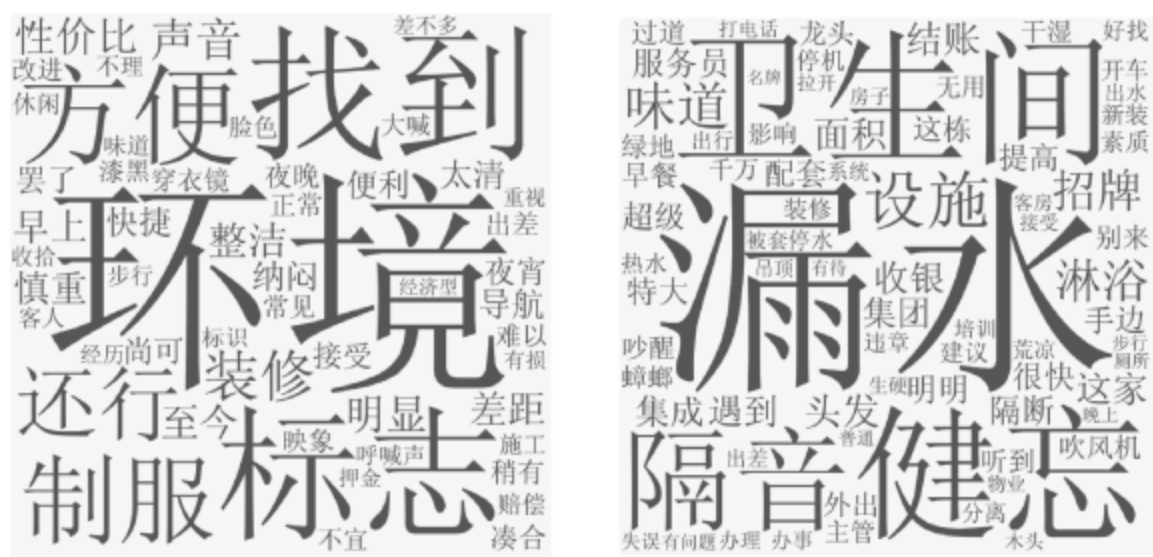 性价比 声音 找到 差不多
改进 不理
方便
休闲 脸色 大喊
味道
罢了 漆黑 穿衣镜 夜晚 便利 太清
环境 正常 重视
早上 快捷 整洁 出差
收拾 步行 纳闷 经济型 夜宵
慎重 常见 导航
客人 标识 难以
经历 尚可 接受 有损
还行 装修
至今 标志 明显 差距
制服 映象 呼喊声 施工
押金 稍有
赔偿
不宜 凑合
过道 打电话 龙头 结账 干湿 好找
服务员 卫生间 名牌 停机 拉开 开车
味道 房子 无用 出水
新装
绿地 出行 影响 面积 这栋 素质
早餐 千万 配套 系统 提高
超级 漏水 装修 设施 客房 招牌
接受
被套 停水 别来
热水 吊顶 有待 收银 淋浴
特大 集团 手边
吵醒 违章 培训 荒凉 步行
蟑螂 建议 很快 厕所
生硬 明明 这家
集成 遇到 头发 隔断 晚上
隔音 出差 普通 健忘 听到 吹风机
物业
外出 分离
失误 有问题 办理 办事 主管 木头